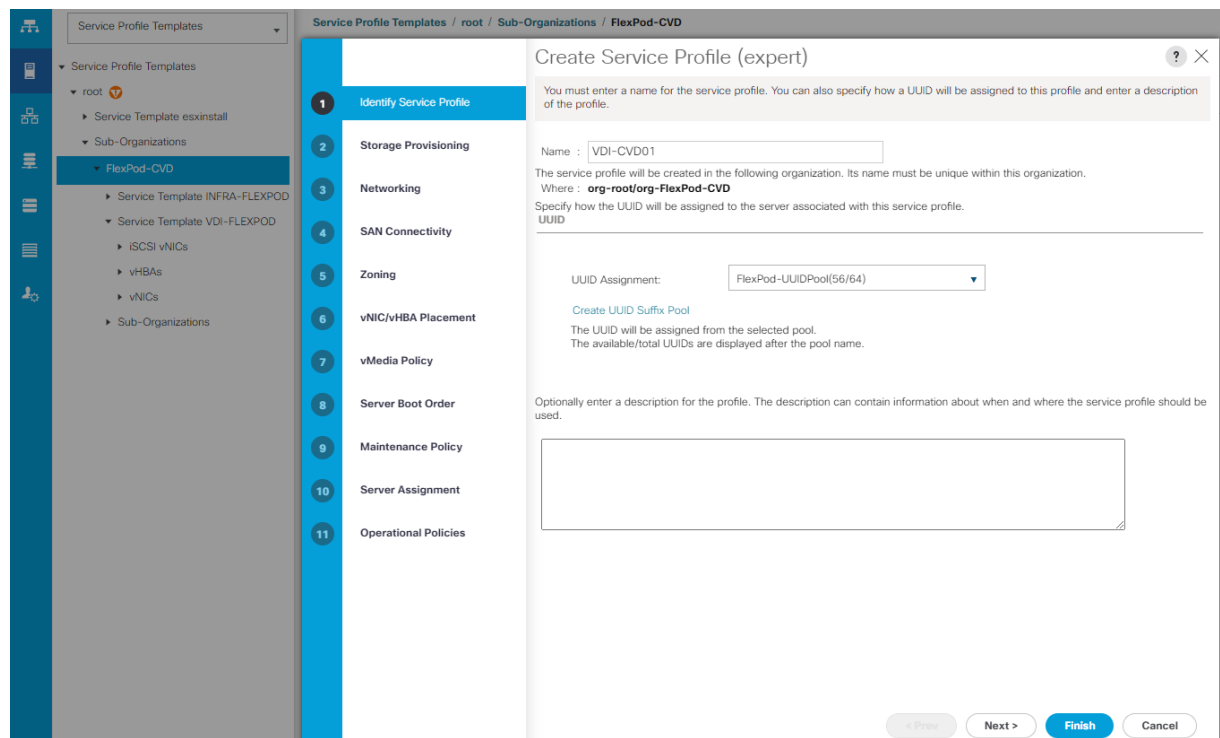 Service Profile Templates
Service Profile Templates / root / Sub-Organizations / FlexPod-CVD
Service Profile Templates
root
Service Template esxinstall
Sub-Organizations
FlexPod-CVD
Service Template INFRA-FLEXPOD
Service Template VDI-FLEXPOD
iSCSI vNICs
vHBAs
vNICs
Sub-Organizations
1 Identify Service Profile
2 Storage Provisioning
3 Networking
4 SAN Connectivity
5 Zoning
6 vNIC/vHBA Placement
7 vMedia Policy
8 Server Boot Order
9 Maintenance Policy
10 Server Assignment
11 Operational Policies
Create Service Profile (expert)
?
You must enter a name for the service profile. You can also specify how a UUID will be assigned to this profile and enter a description
of the profile.
Name : VDI-CVD01
The service profile will be created in the following organization. Its name must be unique within this organization.
Where : org-root/org-FlexPod-CVD
Specify how the UUID will be assigned to the server associated with this service profile.
UUID
UUID Assignment: FlexPod-UUIDPool(56/64)
Create UUID Suffix Pool
The UUID will be assigned from the selected pool.
The available/total UUIDs are displayed after the pool name.
Optionally enter a description for the profile. The description can contain information about when and where the service profile should be
used.
< Prev Next > Finish Cancel